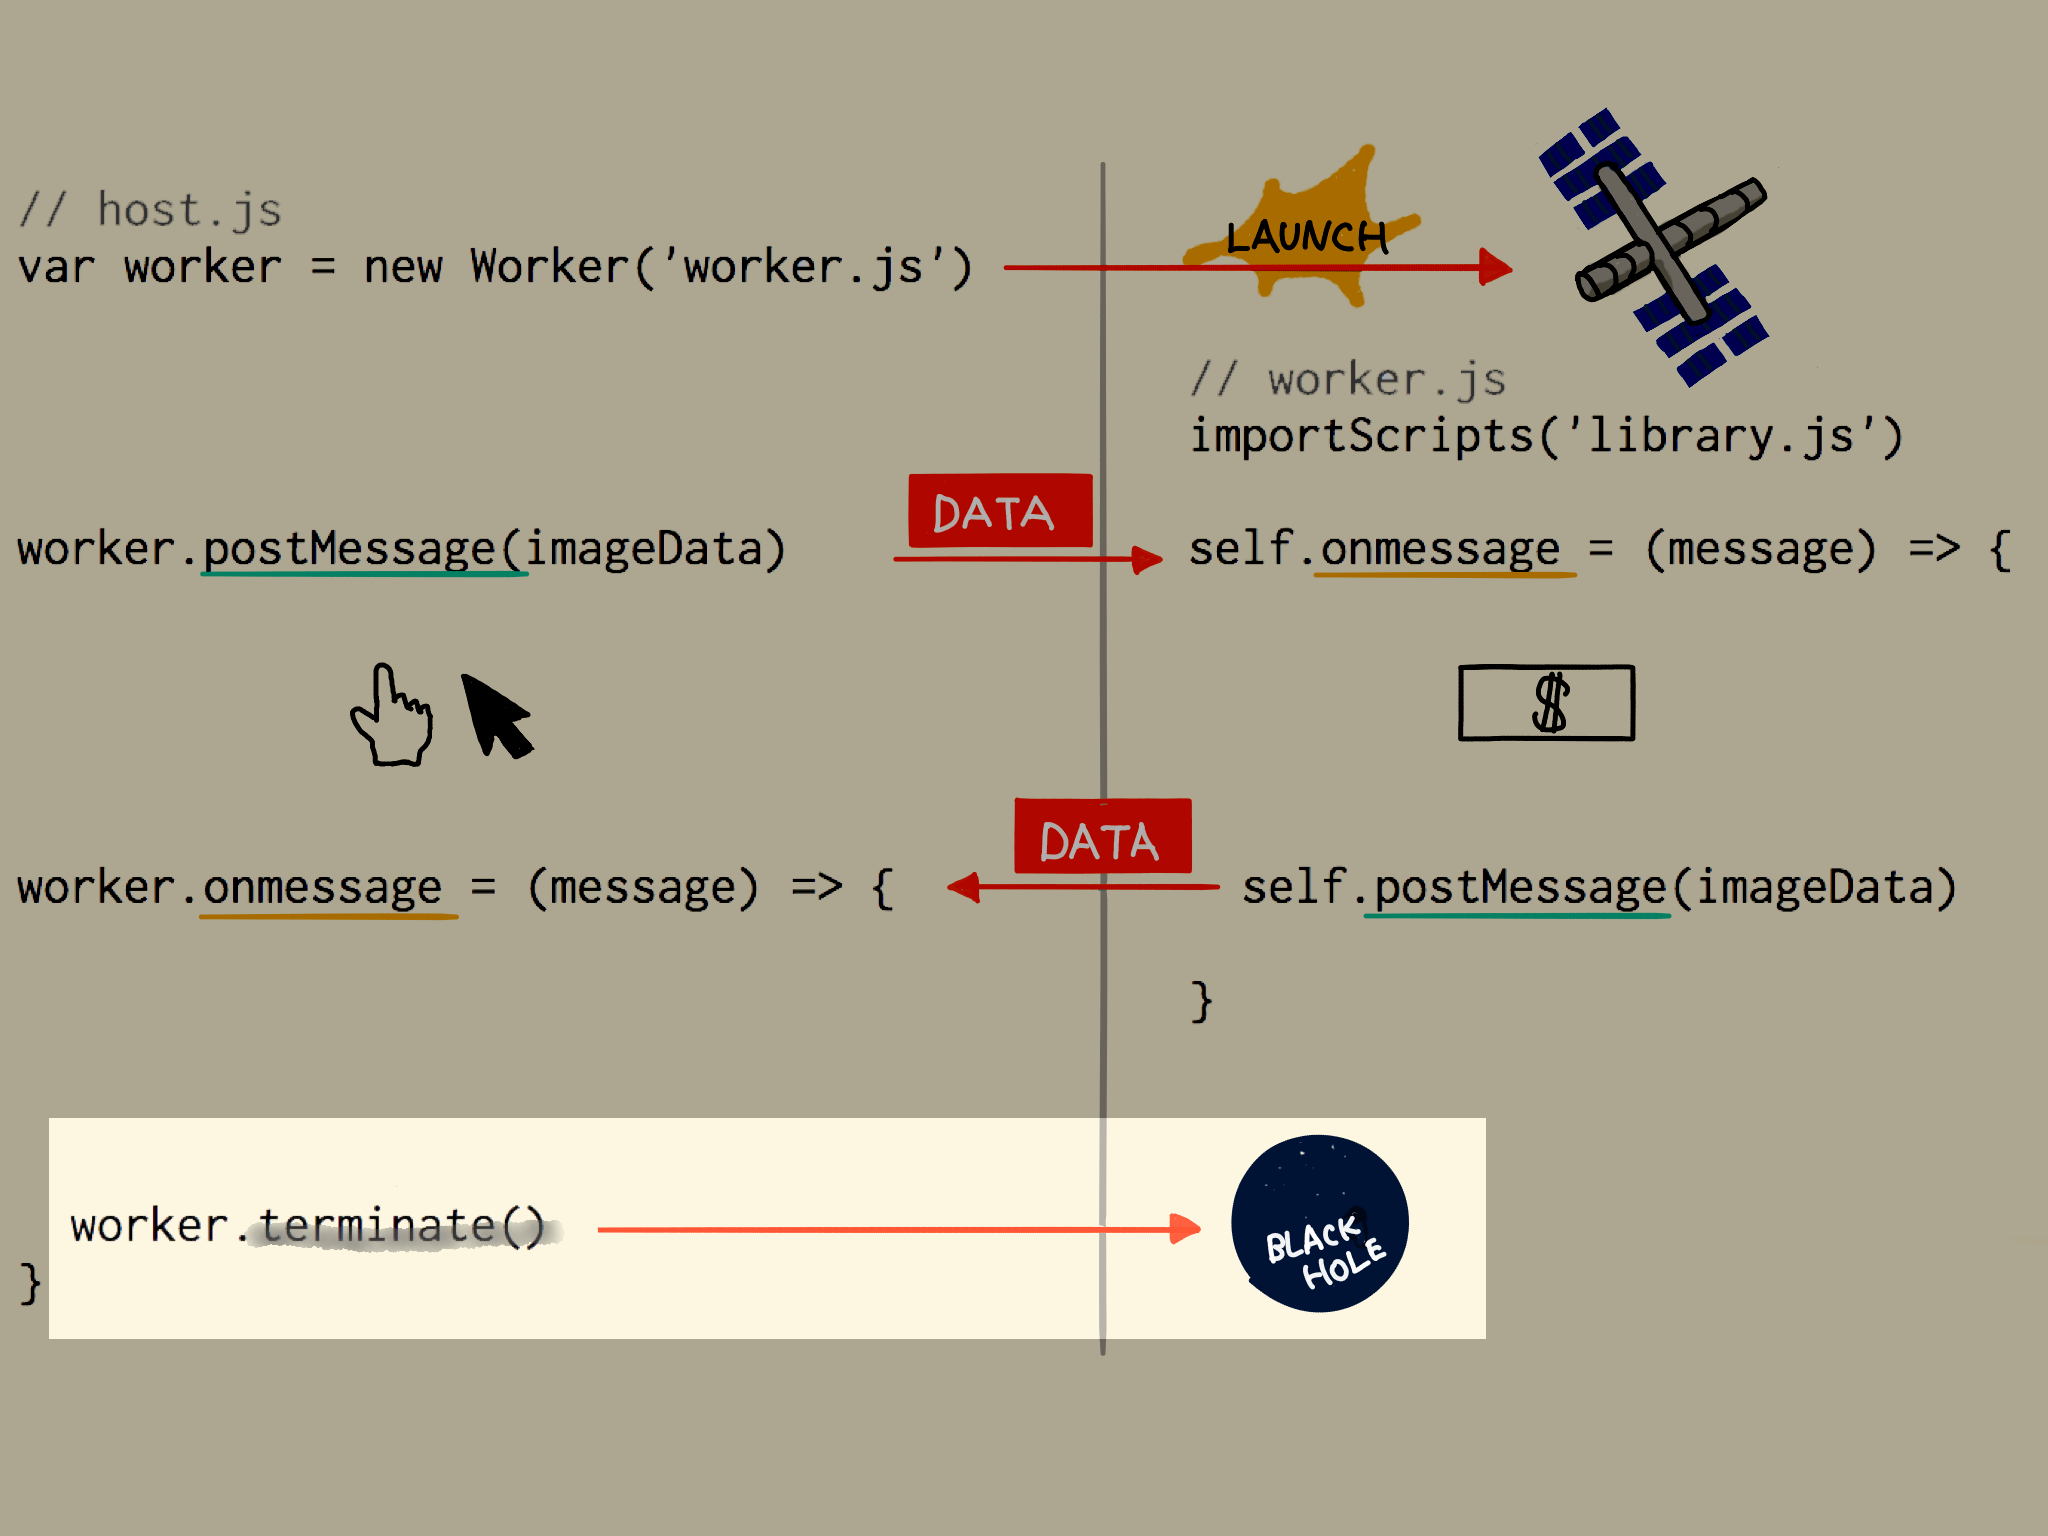 // host.js
var worker = new Worker('worker.js')
LAUNCH
// worker.js
importScripts('library.js')
DATA
worker.postMessage(imageData)
self.onmessage = (message) => {
$
DATA
worker.onmessage = (message) => {
self.postMessage(imageData)
}
worker.terminate()
BLACK
HOLE
}